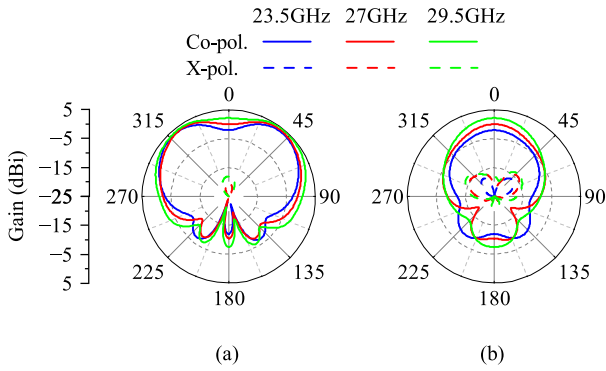 23.5GHz 27GHz 29.5GHz
Co-pol.
X-pol.
0 0
5 315 45 315 45
−5
−15
−25 270 90 270 90
−15
−5
5 225 135 225 135
180 180
Gain (dBi)
(a) (b)